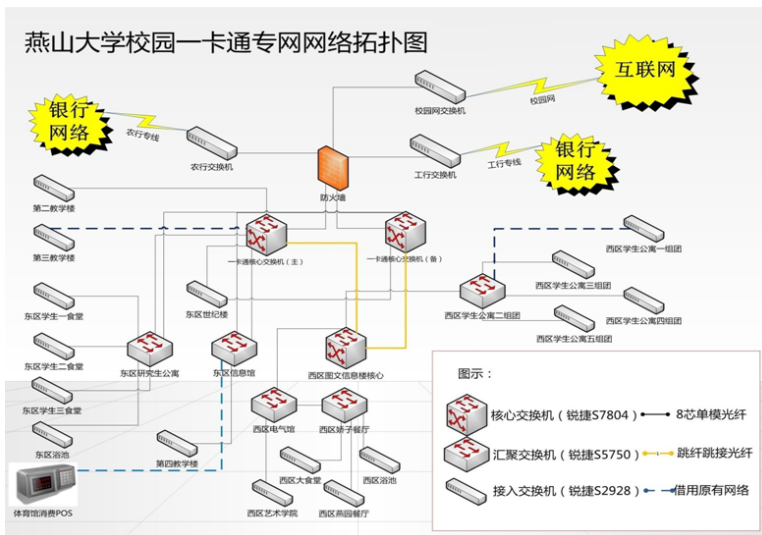 燕山大学校园一卡通专网网络拓扑图
互联网
校园网
校园网交换机
银行
网络
农行专线
农行交换机
防火墙
工行交换机
工行专线
银行
网络
第二教学楼
第三教学楼
一卡通核心交换机（主）
一卡通核心交换机（备）
西区学生公寓一组团
西区学生公寓三组团
西区学生公寓二组团
西区学生公寓四组团
西区学生公寓五组团
东区世纪楼
东区学生一食堂
东区学生二食堂
东区研究生公寓
东区信息馆
西区图文信息楼核心
东区学生三食堂
东区浴池
第四教学楼
西区电气馆
西区娇子餐厅
西区大食堂
西区浴池
西区艺术学院
西区燕园餐厅
体育馆消费POS
图示：
核心交换机（锐捷S7804） 8芯单模光纤
汇聚交换机（锐捷S5750） 跳纤跳接光纤
接入交换机（锐捷S2928） 借用原有网络